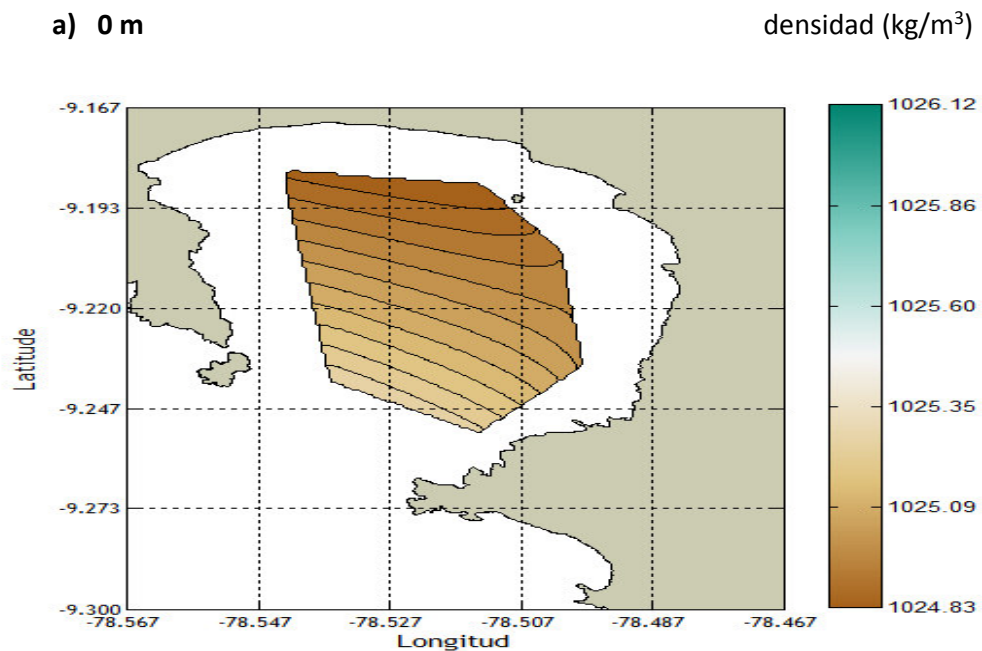 a) 0 m
densidad (kg/m³)
-9.167
-9.193
-9.220
-9.247
-9.273
-9.300
Latitude
-78.567 -78.547 -78.527 -78.507 -78.487 -78.467
Longitud
1026.12
1025.86
1025.60
1025.35
1025.09
1024.83